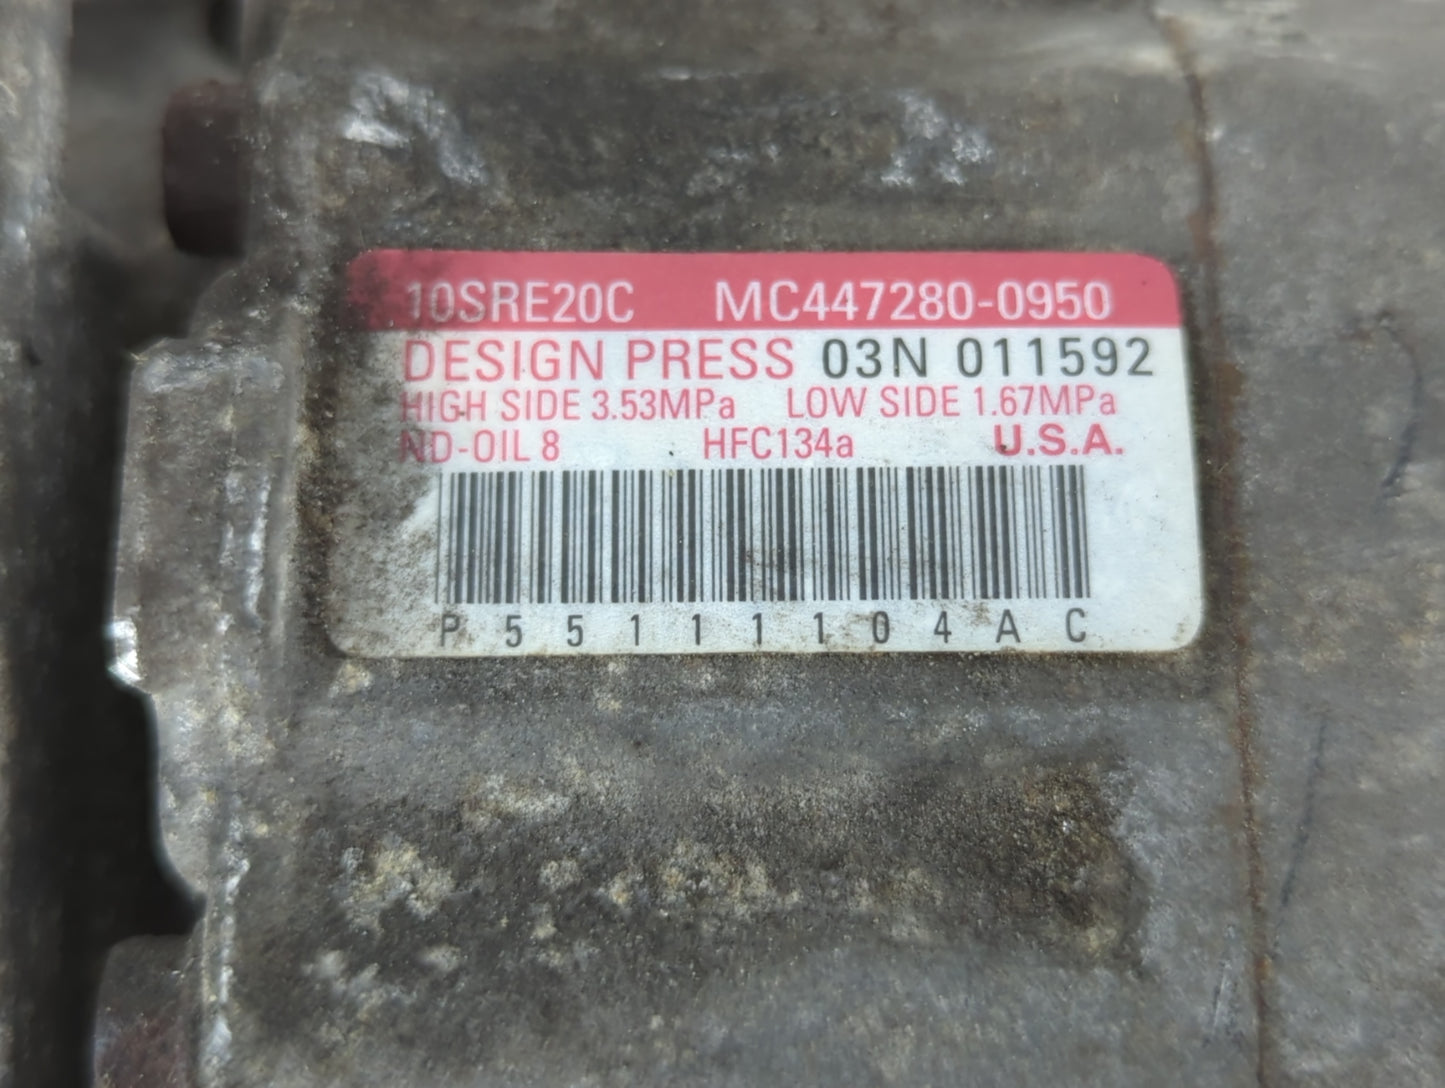 10SRE20C MC447280-0950
DESIGN PRESS 03N 011592
HIGH SIDE 3.53MPa LOW SIDE 1.67MPa
ND-OIL 8 HFC134a U.S.A.
P55111104AC